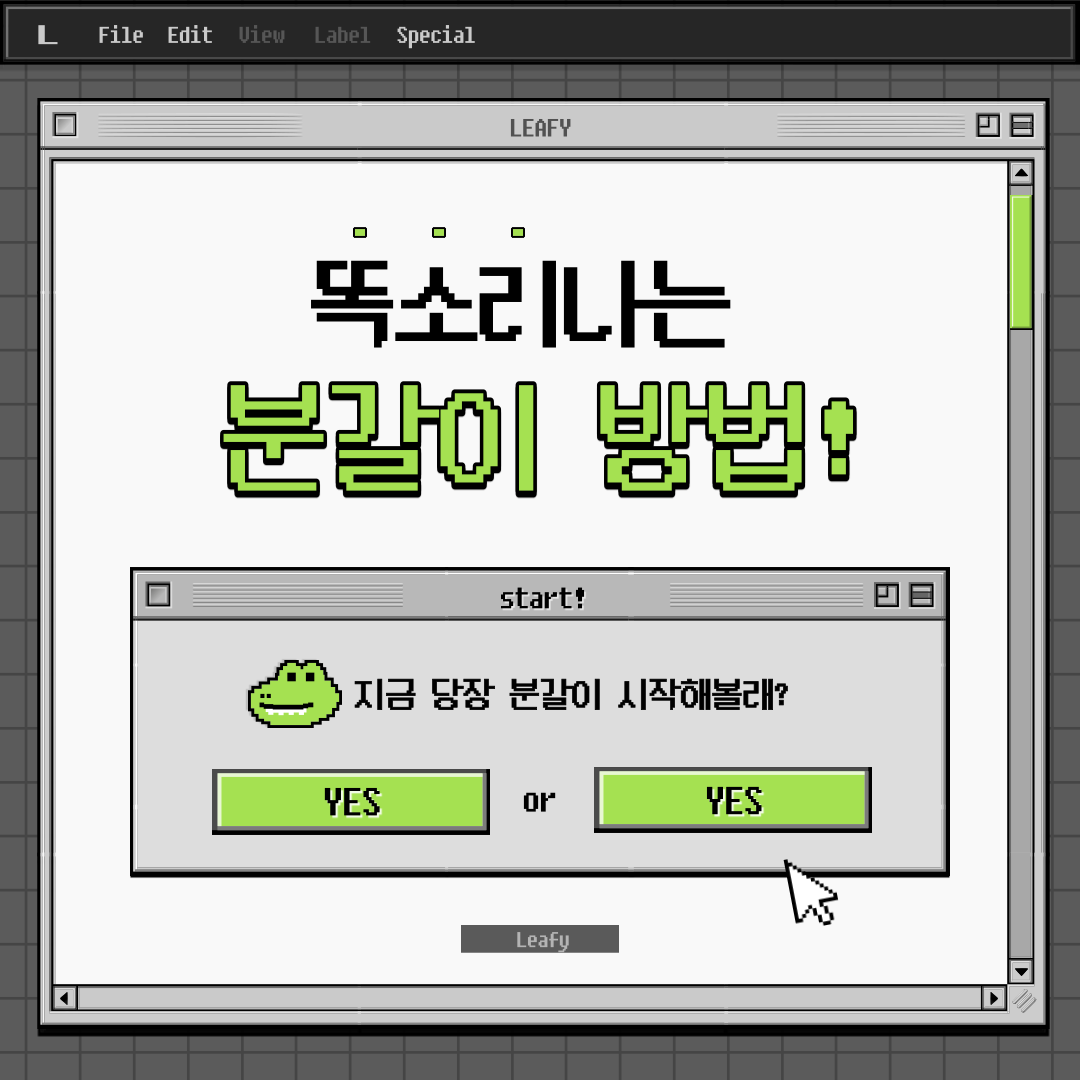 L File Edit View Label Special
LEAFY
똑소리나는
분갈이 방법!
start!
지금 당장 분갈이 시작해볼래?
YES or YES
Leafy